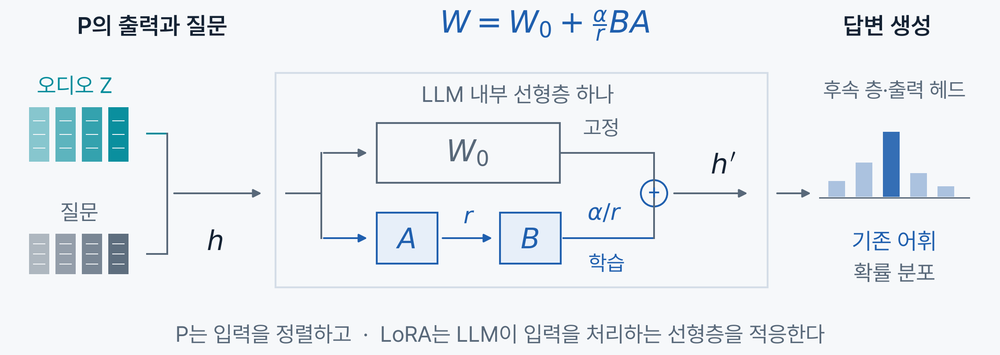 P의 출력과 질문
W = W₀ + α/r BA
답변 생성
오디오 Z
질문
h
LLM 내부 선형층 하나
W₀
고정
A
r
B
α/r
학습
+
h′
후속 층·출력 헤드
기존 어휘
확률 분포
P는 입력을 정렬하고 · LoRA는 LLM이 입력을 처리하는 선형층을 적응한다